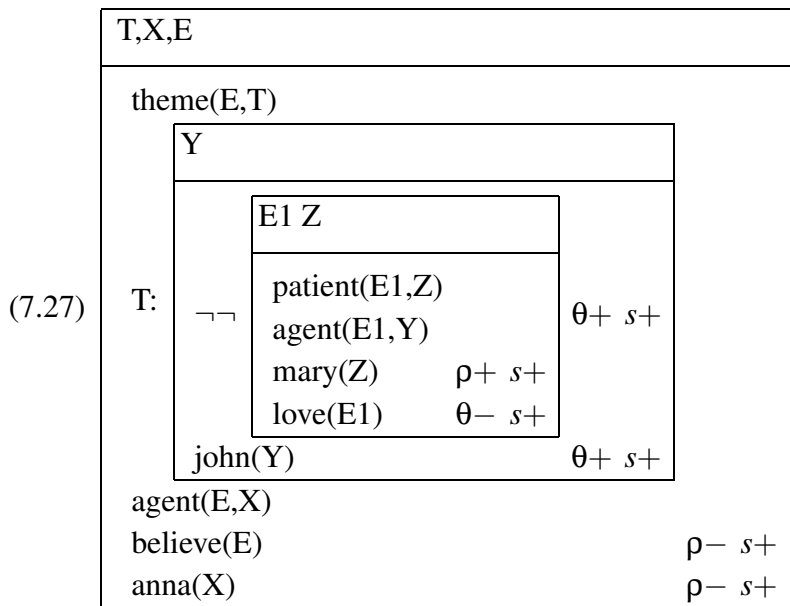 T,X,E
theme(E,T)
Y
E1 Z
patient(E1,Z)
(7.27) T: ¬¬ agent(E1,Y) θ+ s+
mary(Z) ρ+ s+
love(E1) θ− s+
john(Y) θ+ s+
agent(E,X)
believe(E) ρ− s+
anna(X) ρ− s+